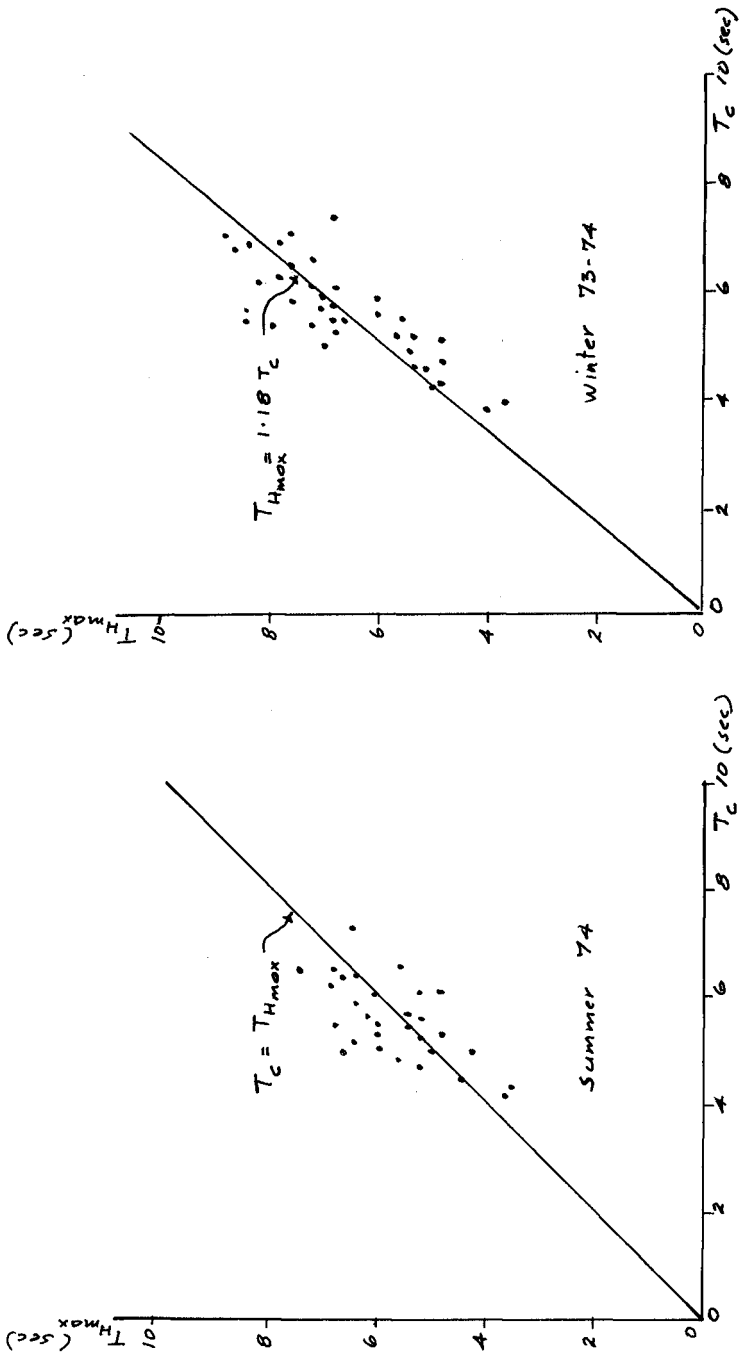 T_Hmax (sec)
10
8
6
4
2
0
T_c = T_Hmax
Summer 74
0
2
4
6
8
10 (sec)
T_c
T_Hmax (sec)
10
8
6
4
2
0
T_Hmax = 1.18 T_c
Winter 73-74
0
2
4
6
8
10 (sec)
T_c